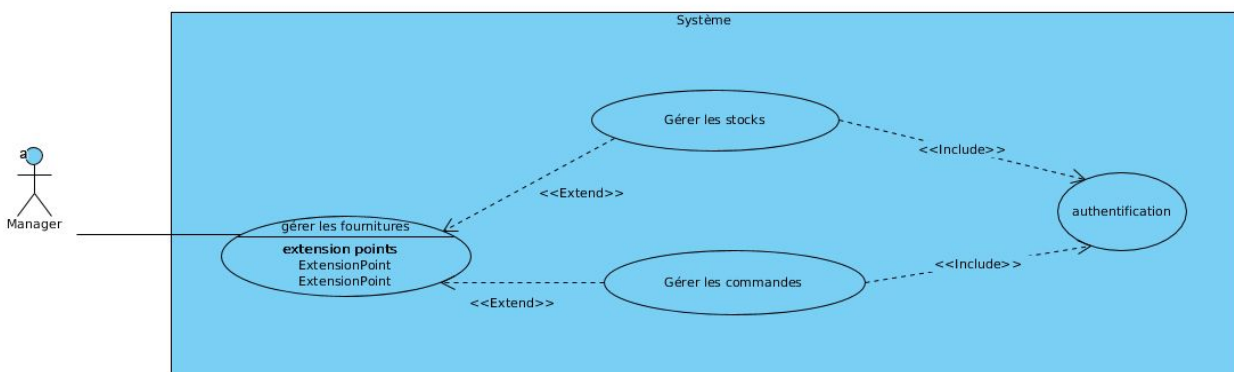 Système
Gérer les stocks
<<Include>>
a
<<Extend>>
authentification
Manager
gérer les fournitures
extension points
ExtensionPoint
ExtensionPoint
<<Include>>
Gérer les commandes
<<Extend>>